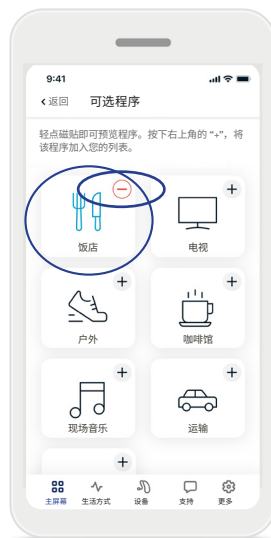 9:41
返回 可选程序
轻点磁贴即可预览程序。按下右上角的 “+”，将
该程序加入您的列表。
饭店 电视
户外 咖啡馆
现场音乐 运输
主屏幕 生活方式 设备 支持 更多